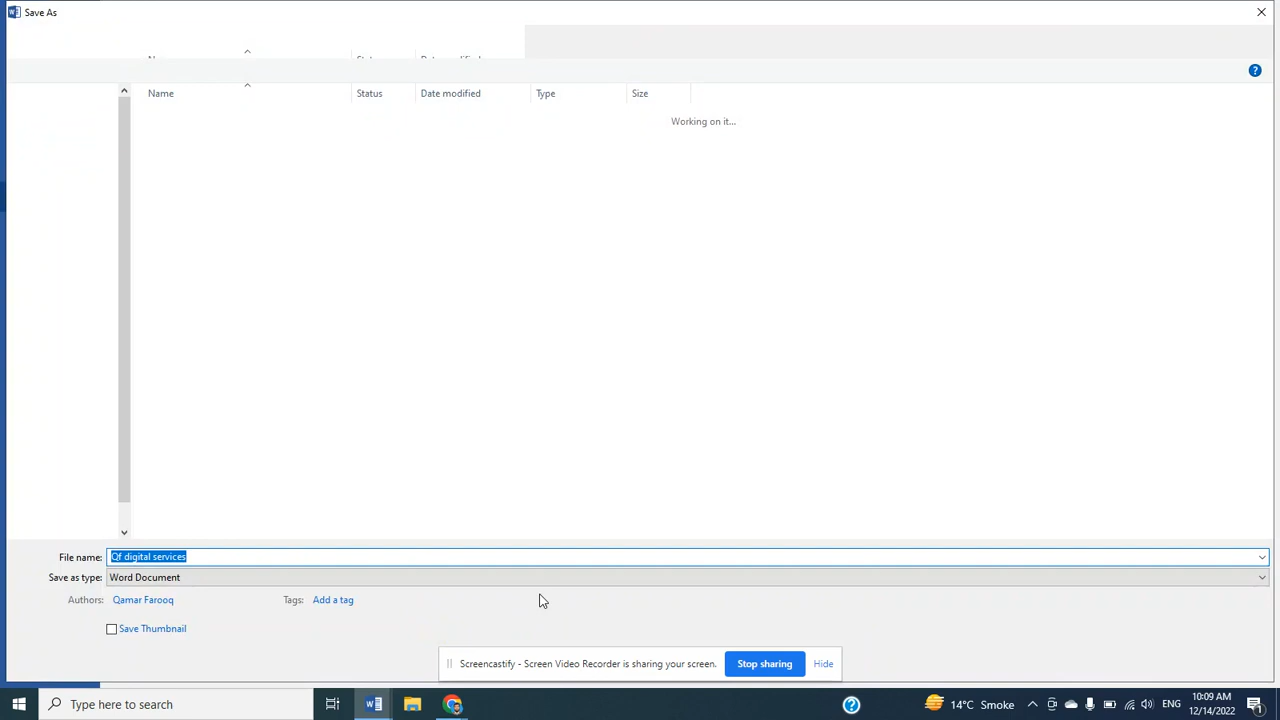 Save As
Name Status Date modified Type Size
Working on it...
File name: Qf digital services
Save as type: Word Document
Authors: Qamar Farooq Tags: Add a tag
Save Thumbnail
Screencastify - Screen Video Recorder is sharing your screen. Stop sharing Hide
Type here to search
14°C Smoke
ENG
10:09 AM
12/14/2022
1